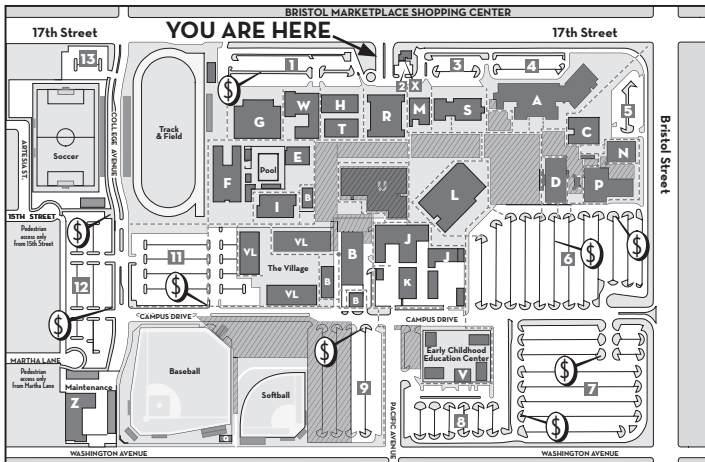 BRISTOL MARKETPLACE SHOPPING CENTER
17th Street
YOU ARE HERE
17th Street
13
1
2
X
3
4
5
COLLEGE AVENUE
Track
& Field
G
W
H
T
R
M
S
A
C
N
Bristol Street
ARTESIA ST.
Soccer
F
Pool
E
I
B
U
L
D
P
15TH STREET
Pedestrian
access only
from 15th Street
$
$
$
$
11
VL
VL
The Village
VL
B
B
B
J
J
K
6
12
$
CAMPUS DRIVE
CAMPUS DRIVE
$
$
MARTHA LANE
Pedestrian
access only
from Martha Lane
Maintenance
Z
Baseball
Softball
9
PACIFIC AVENUE
Early Childhood
Education Center
V
8
$
7
$
$
WASHINGTON AVENUE
WASHINGTON AVENUE